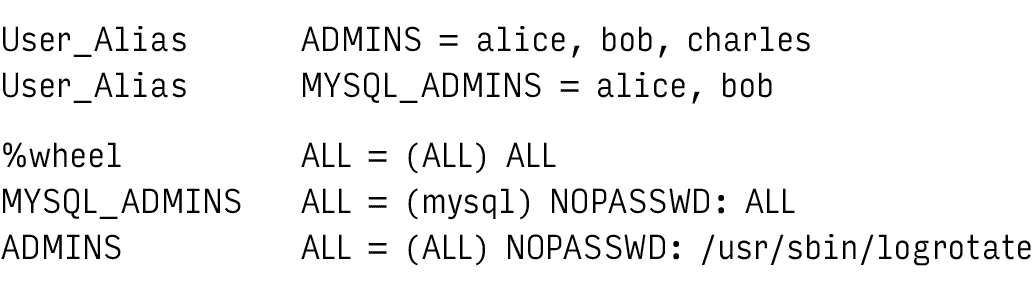 User_Alias ADMINS = alice, bob, charles
User_Alias MYSQL_ADMINS = alice, bob
%wheel ALL = (ALL) ALL
MYSQL_ADMINS ALL = (mysql) NOPASSWD: ALL
ADMINS ALL = (ALL) NOPASSWD: /usr/sbin/logrotate